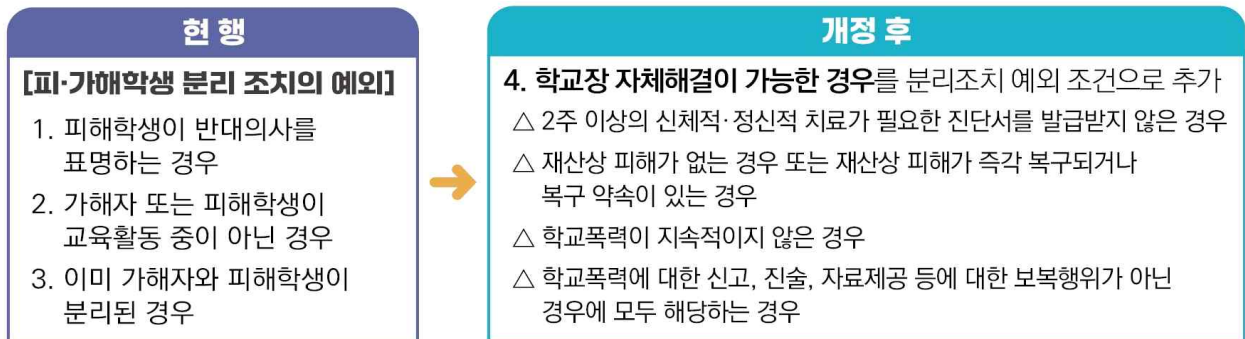 현 행
[피·가해학생 분리 조치의 예외]
1. 피해학생이 반대의사를
표명하는 경우
2. 가해자 또는 피해학생이
교육활동 중이 아닌 경우
3. 이미 가해자와 피해학생이
분리된 경우
개정 후
4. 학교장 자체해결이 가능한 경우를 분리조치 예외 조건으로 추가
△ 2주 이상의 신체적·정신적 치료가 필요한 진단서를 발급받지 않은 경우
△ 재산상 피해가 없는 경우 또는 재산상 피해가 즉각 복구되거나
복구 약속이 있는 경우
△ 학교폭력이 지속적이지 않은 경우
△ 학교폭력에 대한 신고, 진술, 자료제공 등에 대한 보복행위가 아닌
경우에 모두 해당하는 경우